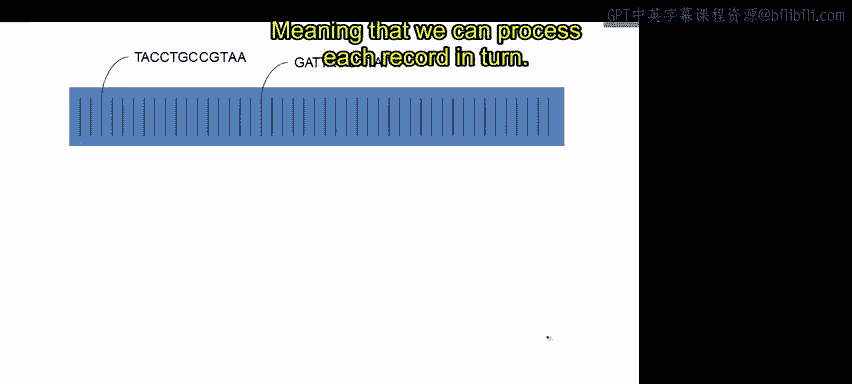 GPT中英字幕课程资源@bilibili.com
Meaning that we can process
each record in turn.
TACCTGCCGTAA